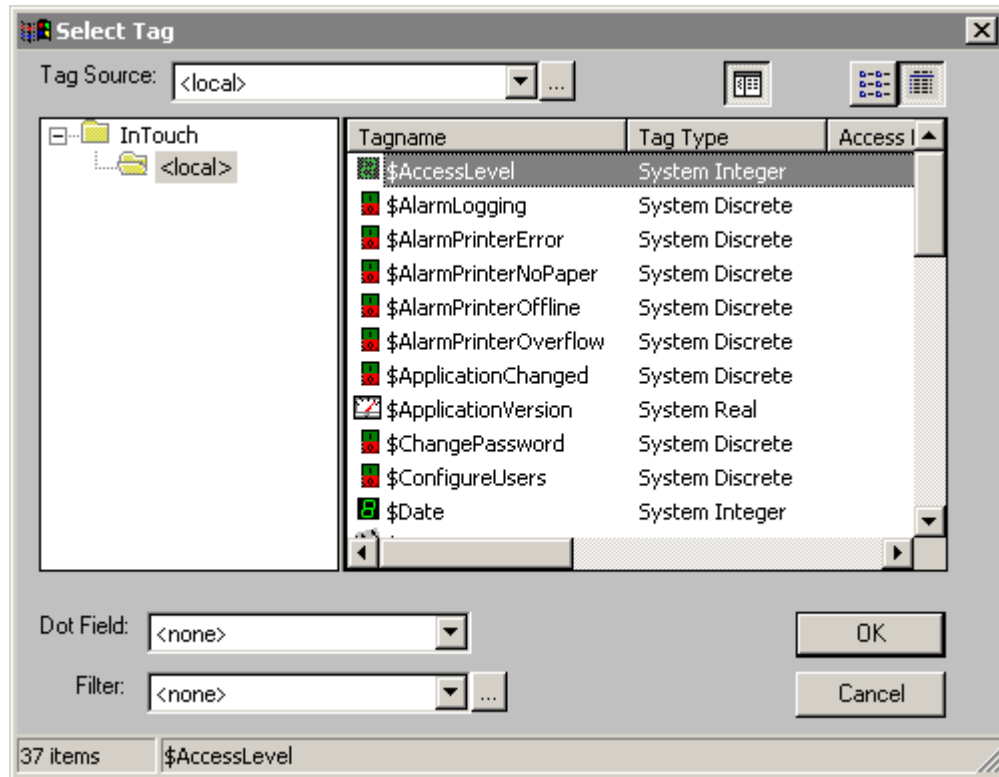 Select Tag
Tag Source: <local> ...
InTouch
<local>
Tagname Tag Type Access
$AccessLevel System Integer
$AlarmLogging System Discrete
$AlarmPrinterError System Discrete
$AlarmPrinterNoPaper System Discrete
$AlarmPrinterOffline System Discrete
$AlarmPrinterOverflow System Discrete
$ApplicationChanged System Discrete
$ApplicationVersion System Real
$ChangePassword System Discrete
$ConfigureUsers System Discrete
$Date System Integer
Dot Field: <none> OK
Filter: <none> ... Cancel
37 items $AccessLevel